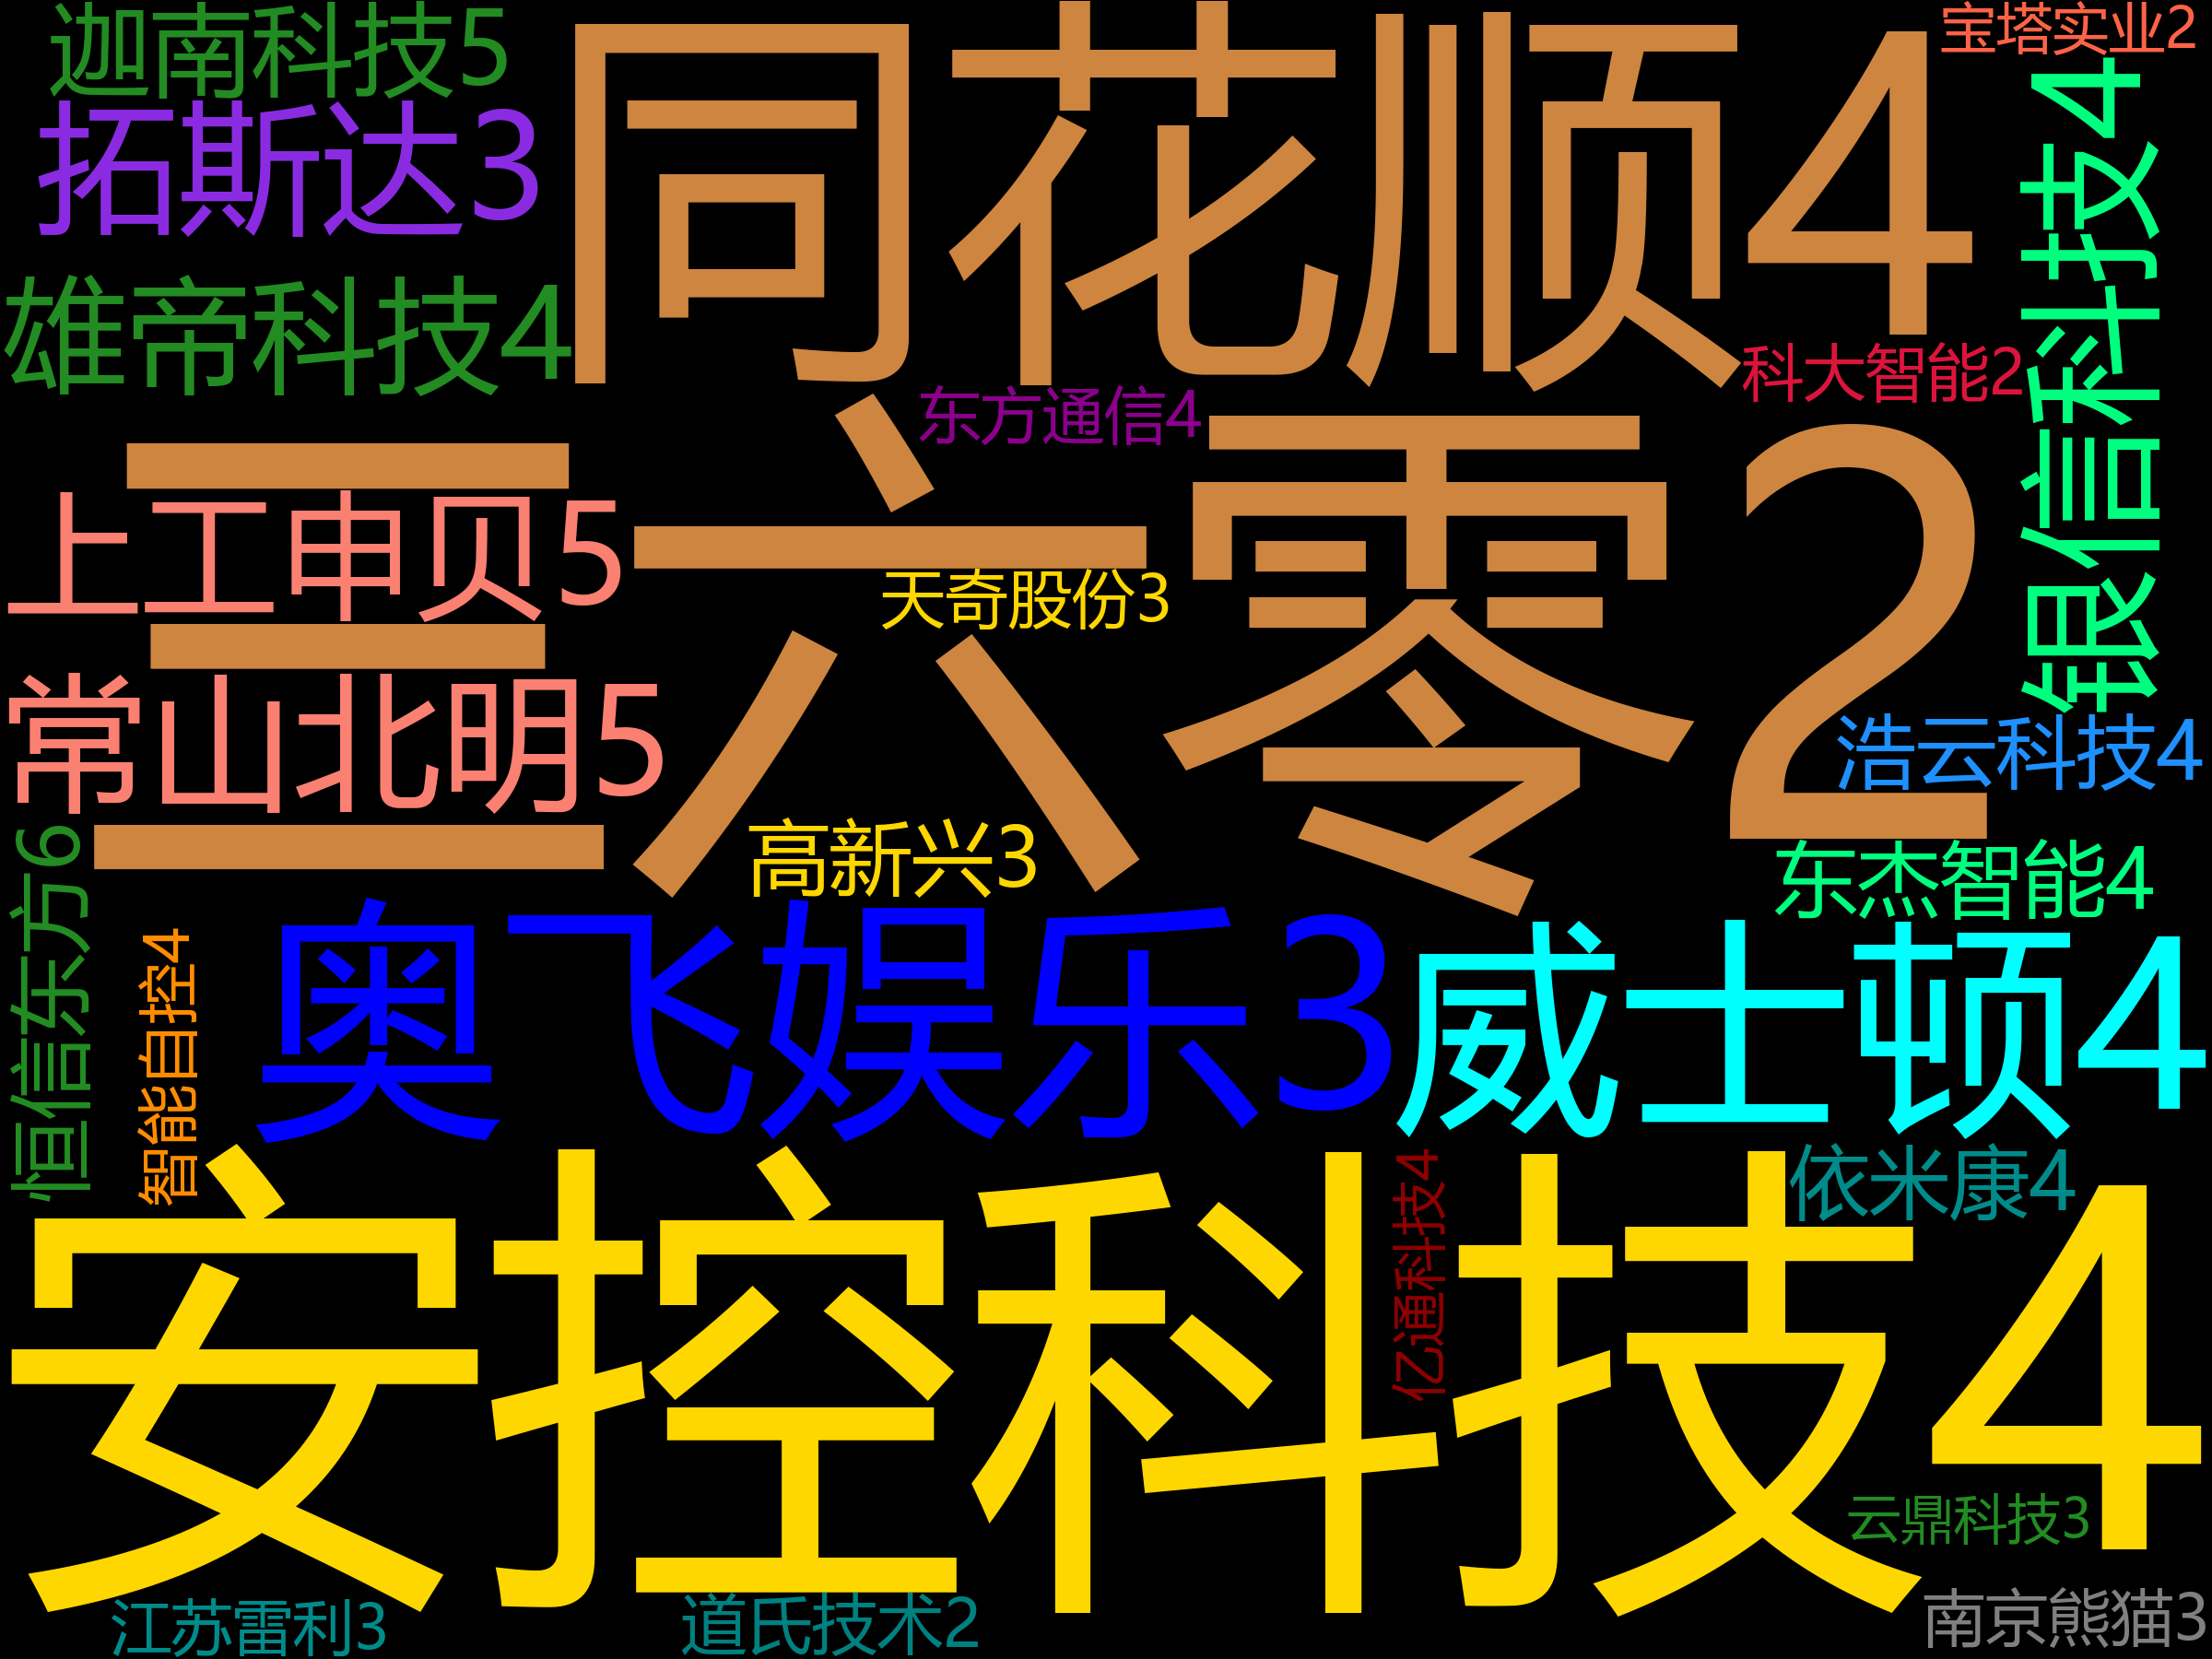 迦南科技5
同花顺4
宝塔实业2
拓斯达3
雄帝科技4
银信科技4
科大智能2
东方通信4
三六零2
上工申贝5
天奇股份3
常山北明5
浩云科技4
高新兴3
东杰智能4
恒信东方6
智能自控4
奥飞娱乐3
威士顿4
安控科技4
亿通科技4
依米康4
云鼎科技3
江苏雷利3
道氏技术2
南京熊猫3